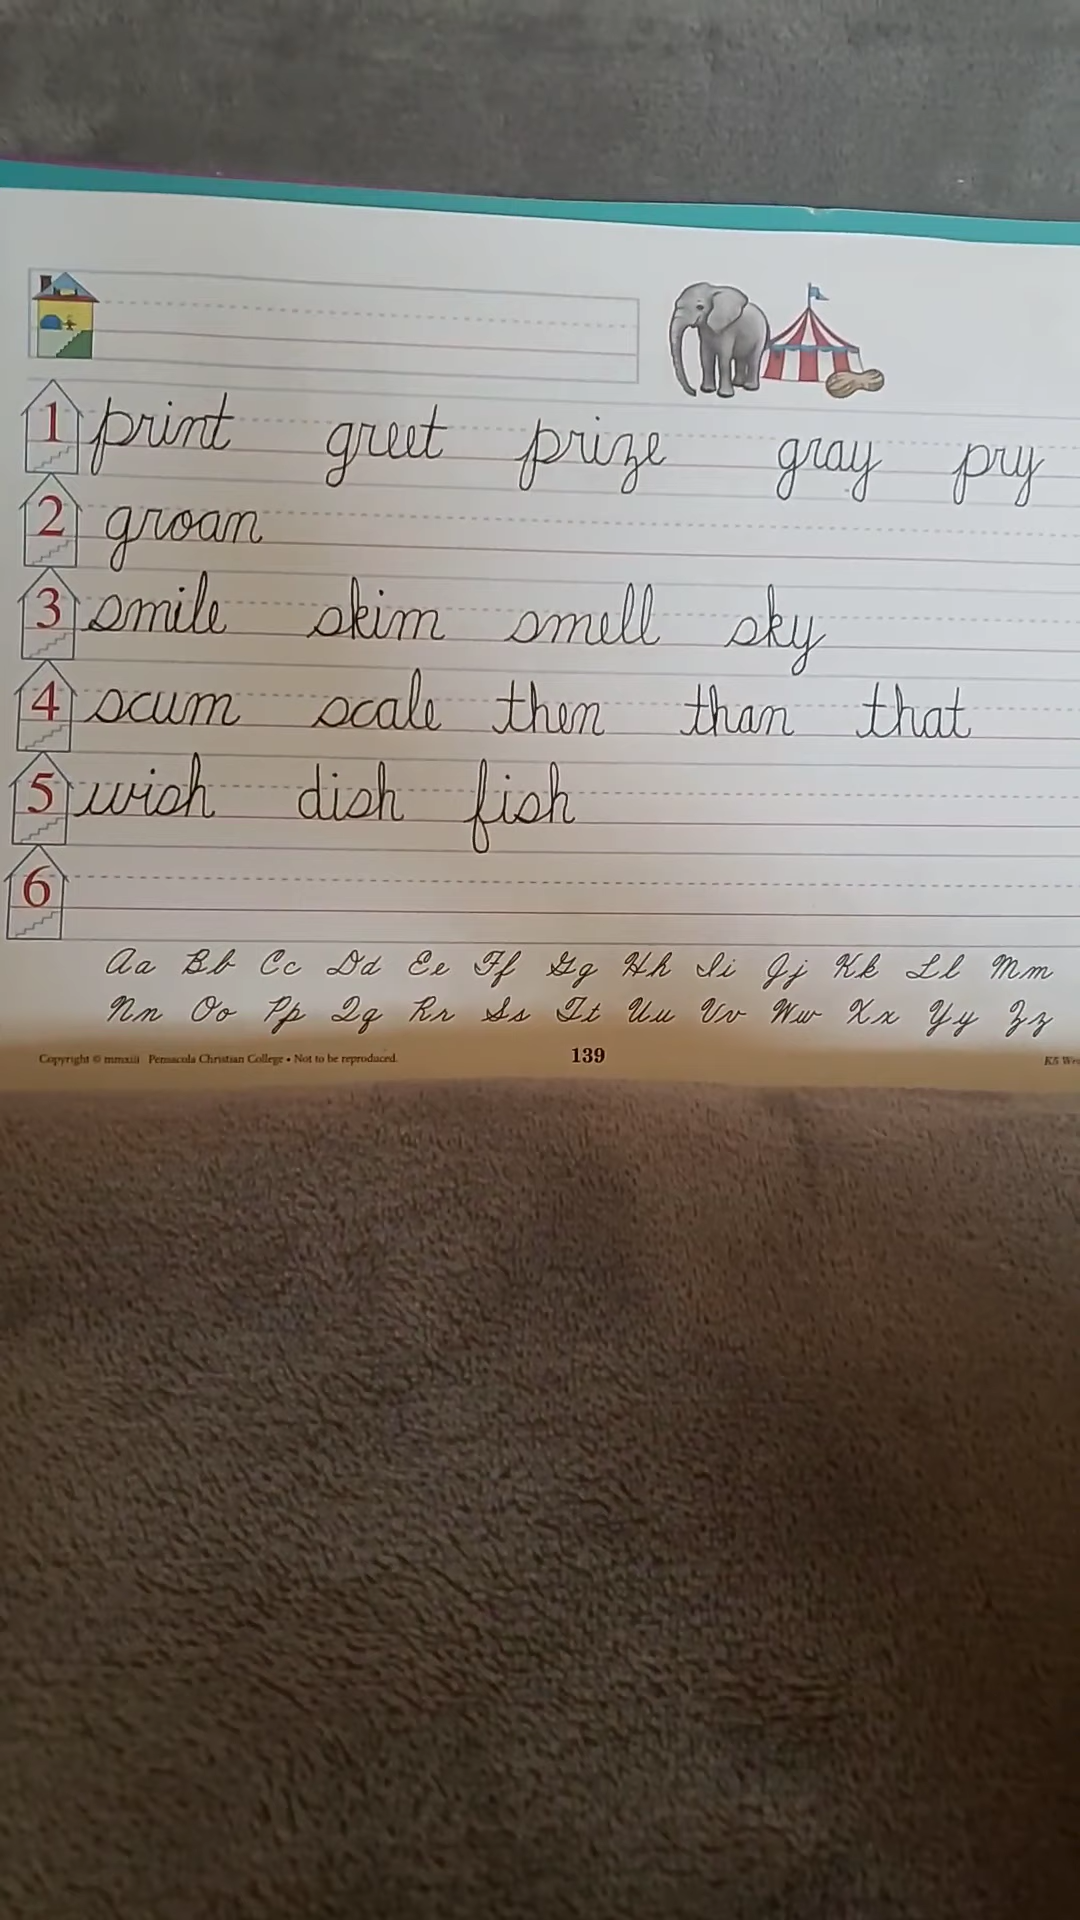 1 print greet prize gray pry
2 groan
3 smile skim smell sky
4 scum scale then than that
5 wish dish fish
6
Aa Bb Cc Dd Ee Ff Gg Hh Ii Jj Kk Ll Mm
Nn Oo Pp Qq Rr Ss Tt Uu Vv Ww Xx Yy Zz
Copyright © mmxiii Pensacola Christian College • Not to be reproduced. 139 K5